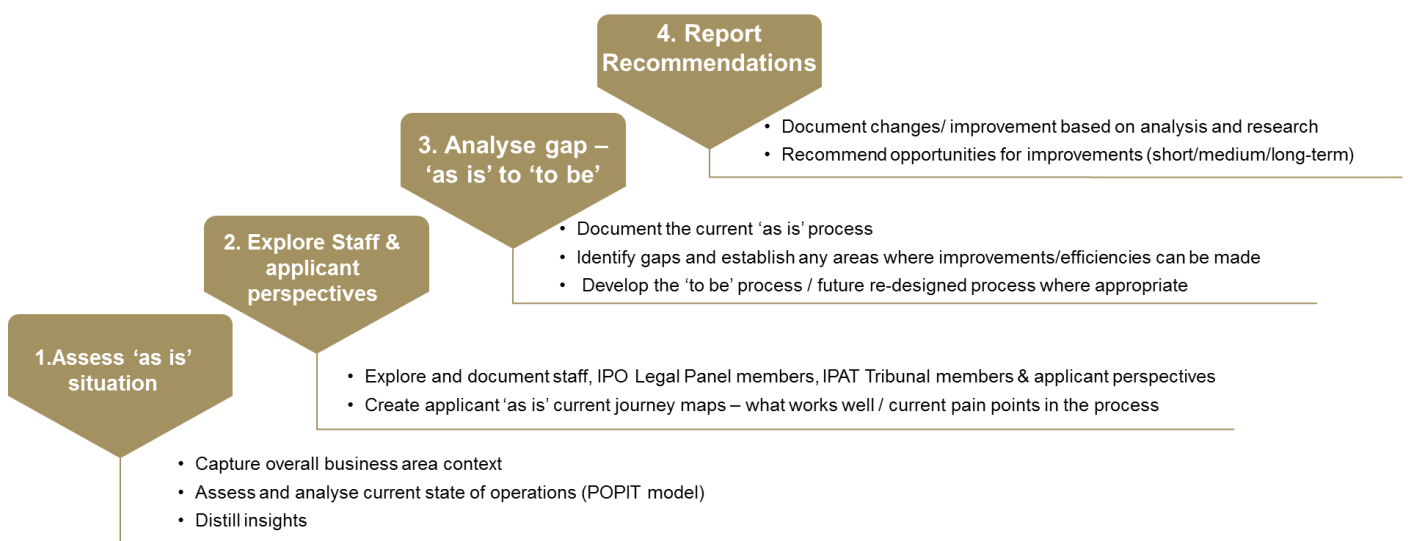 1.Assess ‘as is’
situation
• Capture overall business area context
• Assess and analyse current state of operations (POPIT model)
• Distill insights
2. Explore Staff &
applicant
perspectives
• Explore and document staff, IPO Legal Panel members, IPAT Tribunal members & applicant perspectives
• Create applicant ‘as is’ current journey maps – what works well / current pain points in the process
3. Analyse gap –
‘as is’ to ‘to be’
• Document the current ‘as is’ process
• Identify gaps and establish any areas where improvements/efficiencies can be made
• Develop the ‘to be’ process / future re-designed process where appropriate
4. Report
Recommendations
• Document changes/ improvement based on analysis and research
• Recommend opportunities for improvements (short/medium/long-term)